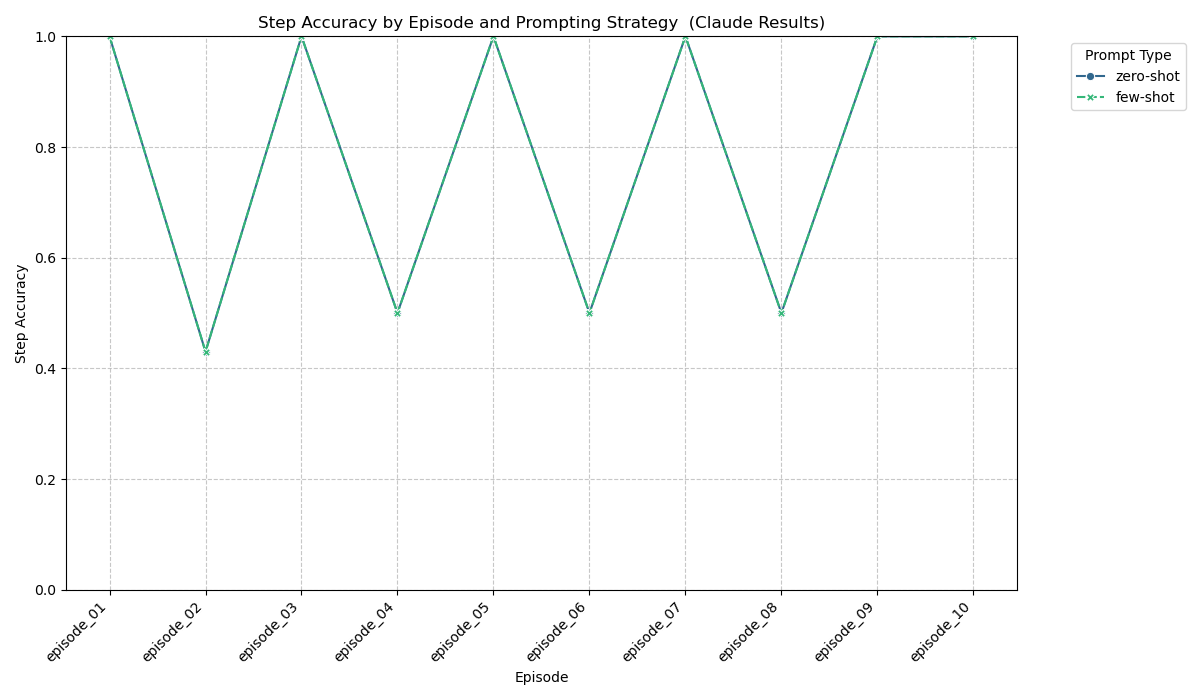 Step Accuracy by Episode and Prompting Strategy  (Claude Results)
Prompt Type
zero-shot
few-shot
Step Accuracy
1.0
0.8
0.6
0.4
0.2
0.0
episode_01
episode_02
episode_03
episode_04
episode_05
episode_06
episode_07
episode_08
episode_09
episode_10
Episode